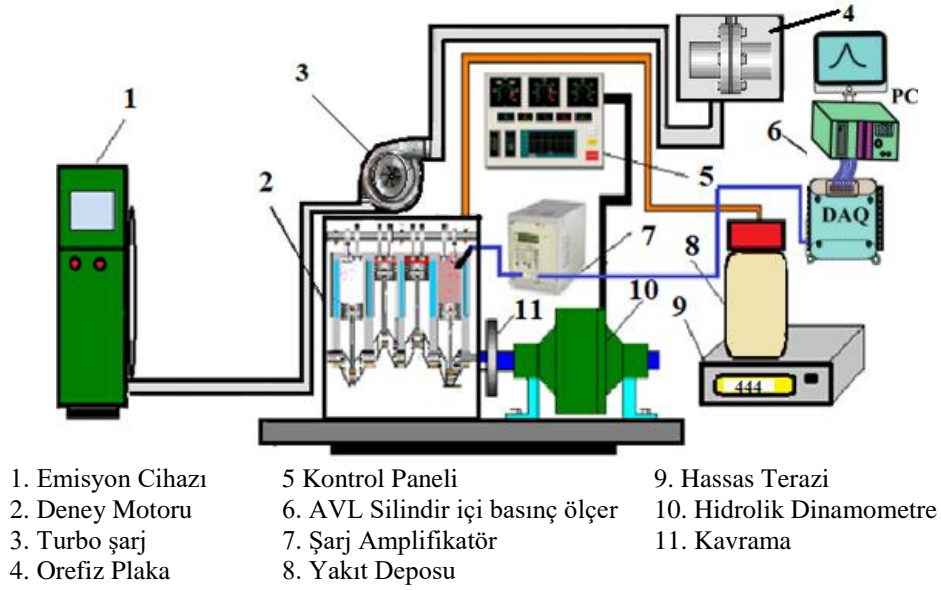 4
1
3
PC
6
2
5
DAQ
7
8
10
11
9
444
1. Emisyon Cihazı
2. Deney Motoru
3. Turbo şarj
4. Orefiz Plaka
5 Kontrol Paneli
6. AVL Silindir içi basınç ölçer
7. Şarj Amplifikatör
8. Yakıt Deposu
9. Hassas Terazi
10. Hidrolik Dinamometre
11. Kavrama